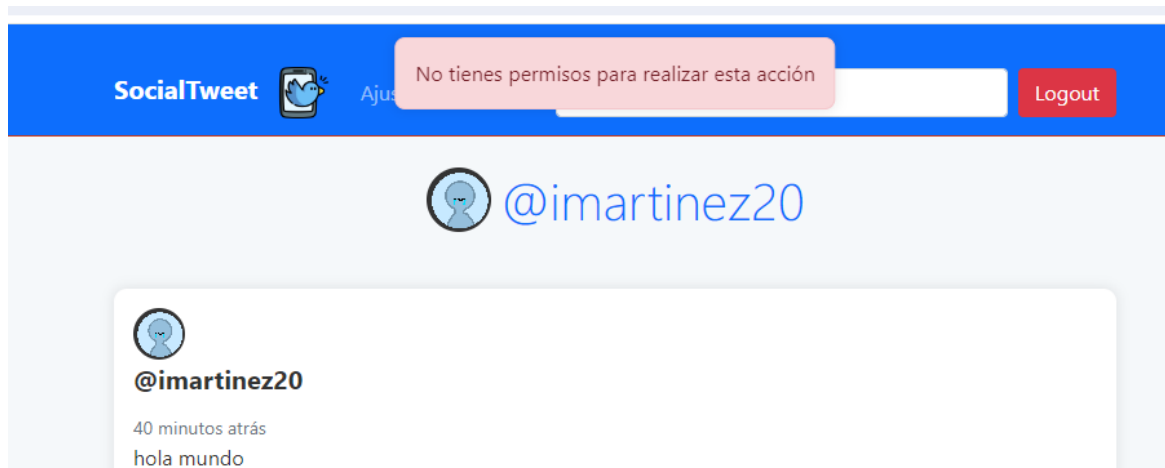 No tienes permisos para realizar esta acción
SocialTweet
Logout
@imartinez20
@imartinez20
40 minutos atrás
hola mundo